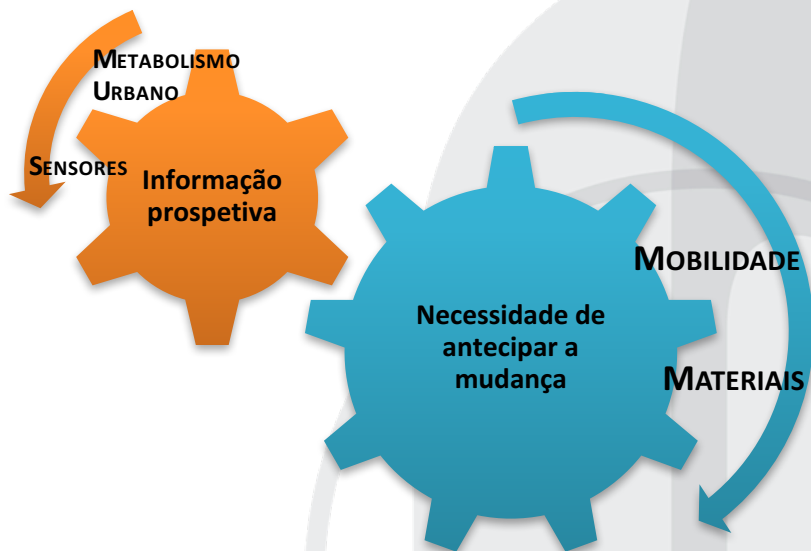 METABOLISMO
URBANO
SENSORES
Informação
prospetiva
MOBILIDADE
Necessidade de
antecipar a
mudança
MATERIAIS